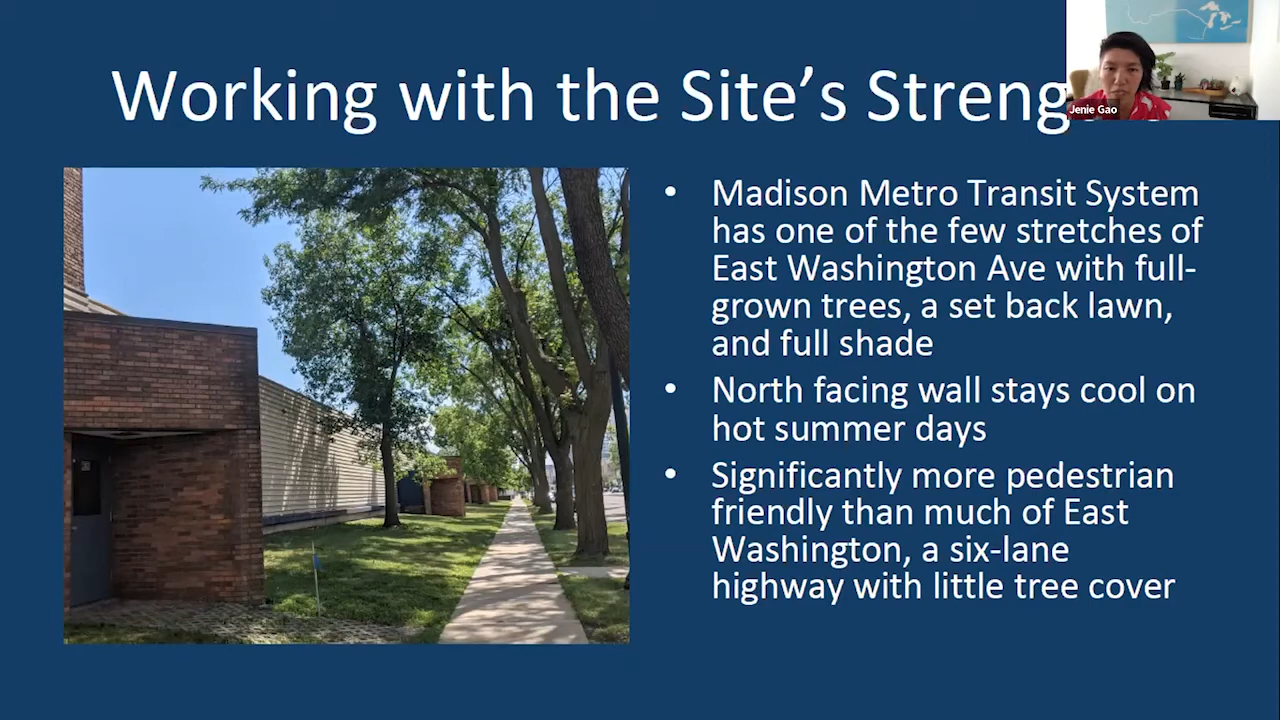 Working with the Site's Streng
Jenie Gao
• Madison Metro Transit System
has one of the few stretches of
East Washington Ave with full-
grown trees, a set back lawn,
and full shade
• North facing wall stays cool on
hot summer days
• Significantly more pedestrian
friendly than much of East
Washington, a six-lane
highway with little tree cover